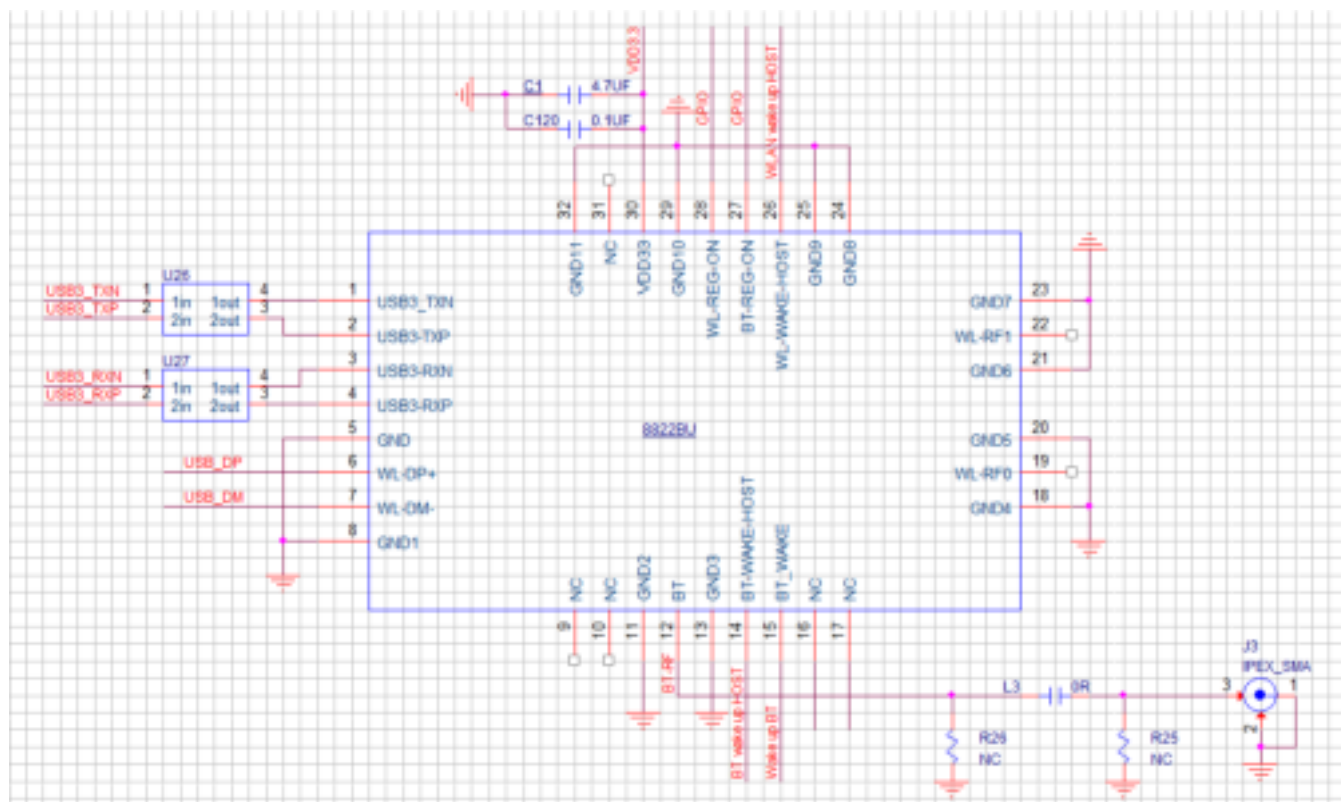 VDD3.3
GPIO
GPIO
WLAN wake up HOST
C1 4.7UF
C120 0.1UF
32 31 30 29 28 27 26 25 24
GND11 NC VDD33 GND10 WL-REG-ON BT-REG-ON WL-WAKE-HOST GND9 GND8
U26
USB3_TXN 1 1in 1out 4 1 USB3_TXN
USB3_TXP 2 2in 2out 3 2 USB3-TXP
U27
USB3_RXN 1 1in 1out 4 3 USB3-RXN
USB3_RXP 2 2in 2out 3 4 USB3-RXP
5 GND
USB_DP 6 WL-DP+
USB_DM 7 WL-DM-
8 GND1
8822BU
GND7 23
WL-RF1 22
GND6 21
GND5 20
WL-RF0 19
GND4 18
NC NC GND2 BT GND3 BT-WAKE-HOST BT_WAKE NC NC
9 10 11 12 13 14 15 16 17
BT/RF
BT wake up HOST
Wake up BT
L3 0R
R26
NC
R25
NC
J3
IPEX_SMA
3 1
2